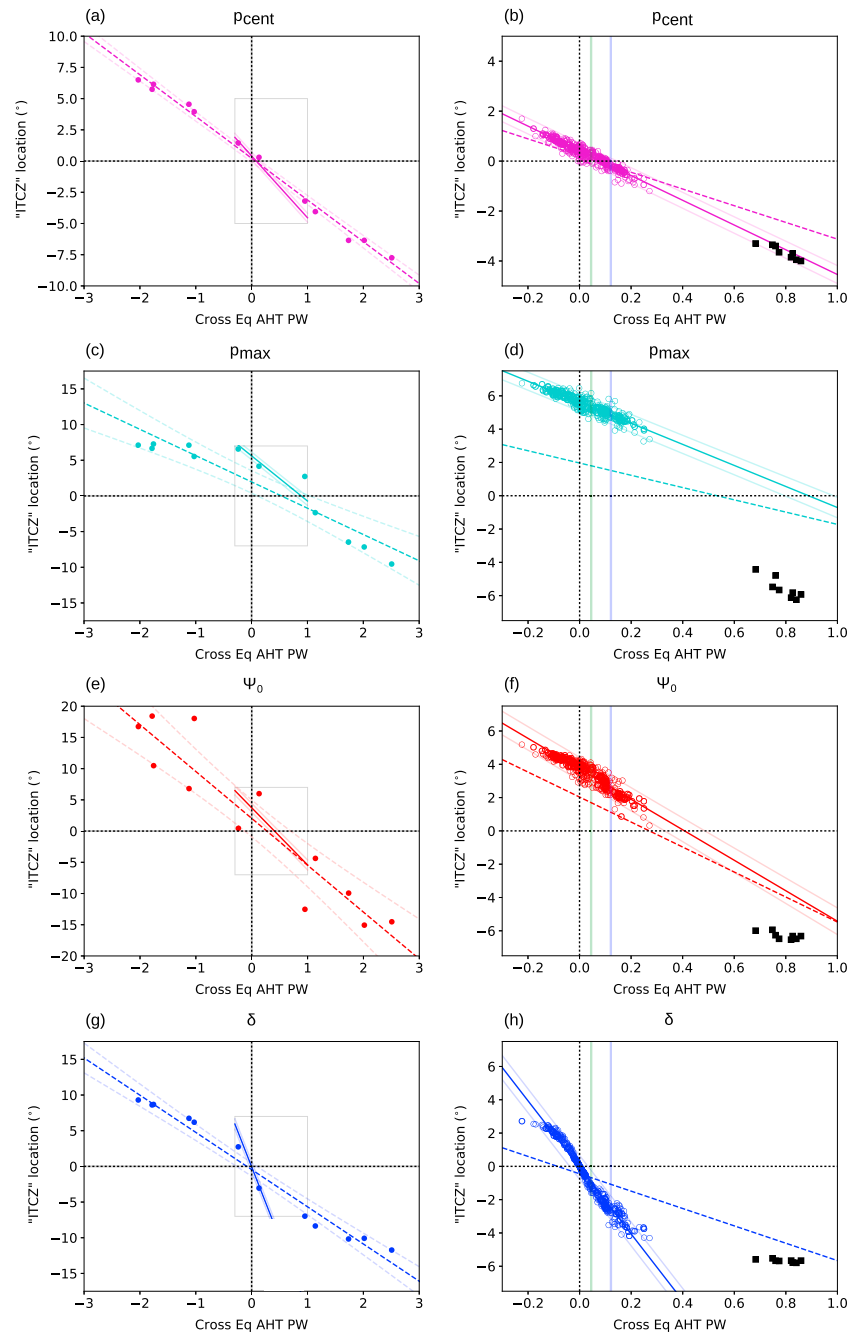 (a) pcent
10.0
7.5
5.0
2.5
0.0
−2.5
−5.0
−7.5
−10.0
"ITCZ" location (°)
−3 −2 −1 0 1 2 3
Cross Eq AHT PW
(b) pcent
4
2
0
−2
−4
"ITCZ" location (°)
−0.2 0.0 0.2 0.4 0.6 0.8 1.0
Cross Eq AHT PW
(c) pmax
15
10
5
0
−5
−10
−15
"ITCZ" location (°)
−3 −2 −1 0 1 2 3
Cross Eq AHT PW
(d) pmax
6
4
2
0
−2
−4
−6
"ITCZ" location (°)
−0.2 0.0 0.2 0.4 0.6 0.8 1.0
Cross Eq AHT PW
(e) Ψ₀
20
15
10
5
0
−5
−10
−15
−20
"ITCZ" location (°)
−3 −2 −1 0 1 2 3
Cross Eq AHT PW
(f) Ψ₀
6
4
2
0
−2
−4
−6
"ITCZ" location (°)
−0.2 0.0 0.2 0.4 0.6 0.8 1.0
Cross Eq AHT PW
(g) δ
15
10
5
0
−5
−10
−15
"ITCZ" location (°)
−3 −2 −1 0 1 2 3
Cross Eq AHT PW
(h) δ
6
4
2
0
−2
−4
−6
"ITCZ" location (°)
−0.2 0.0 0.2 0.4 0.6 0.8 1.0
Cross Eq AHT PW